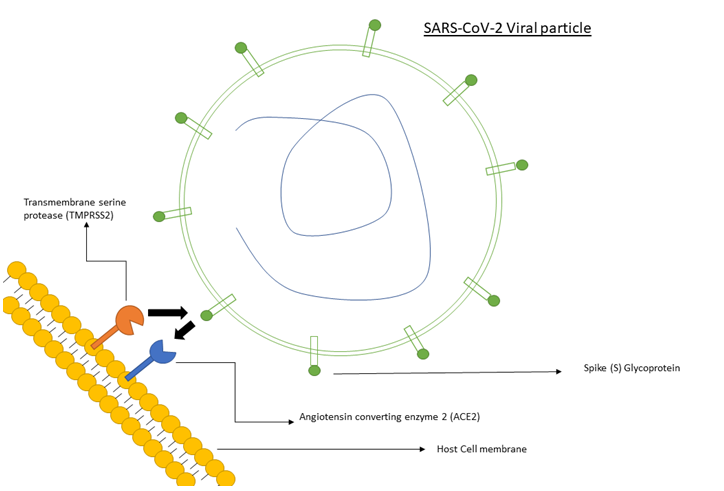 SARS-CoV-2 Viral particle
Transmembrane serine
protease (TMPRSS2)
Spike (S) Glycoprotein
Angiotensin converting enzyme 2 (ACE2)
Host Cell membrane